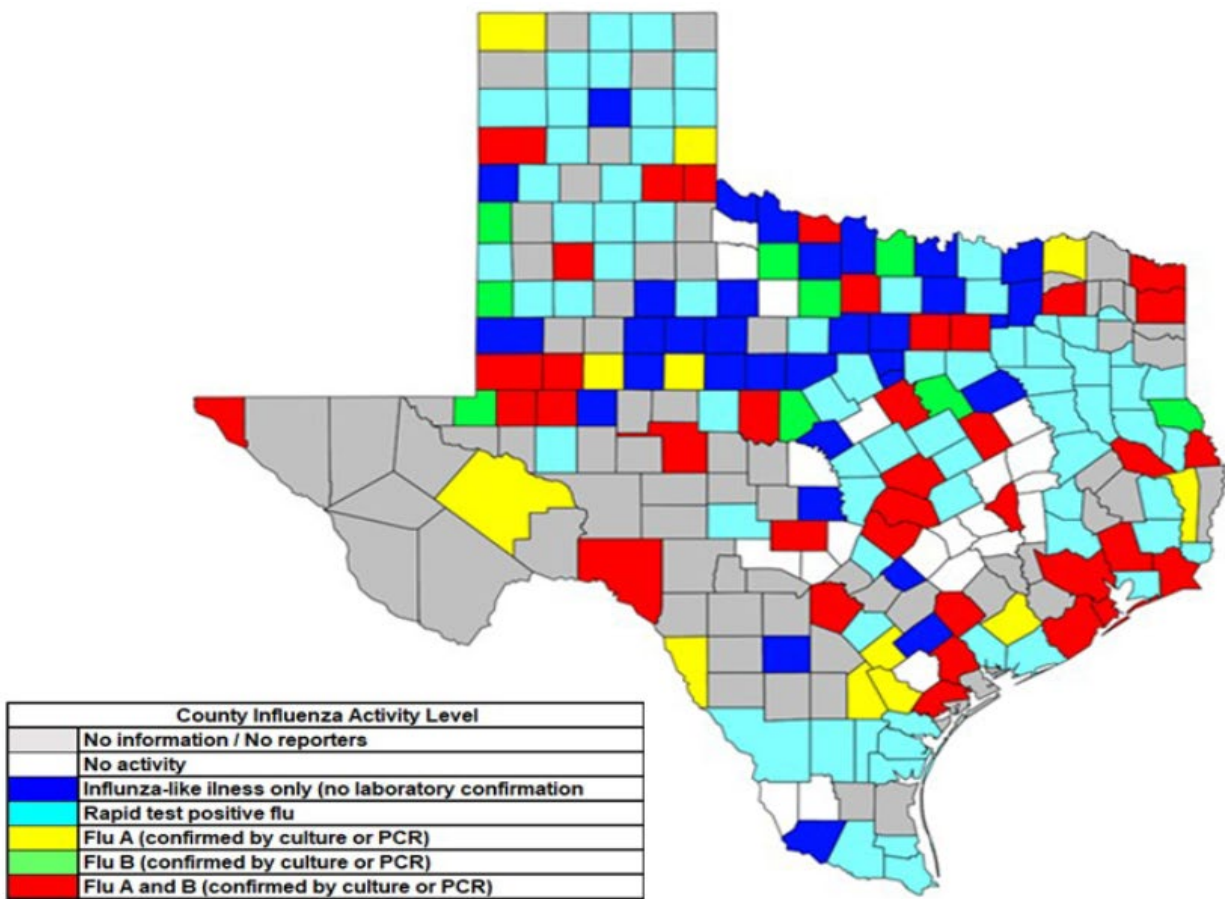 County Influenza Activity Level
No information / No reporters
No activity
Influnza-like ilness only (no laboratory confirmation
Rapid test positive flu
Flu A (confirmed by culture or PCR)
Flu B (confirmed by culture or PCR)
Flu A and B (confirmed by culture or PCR)